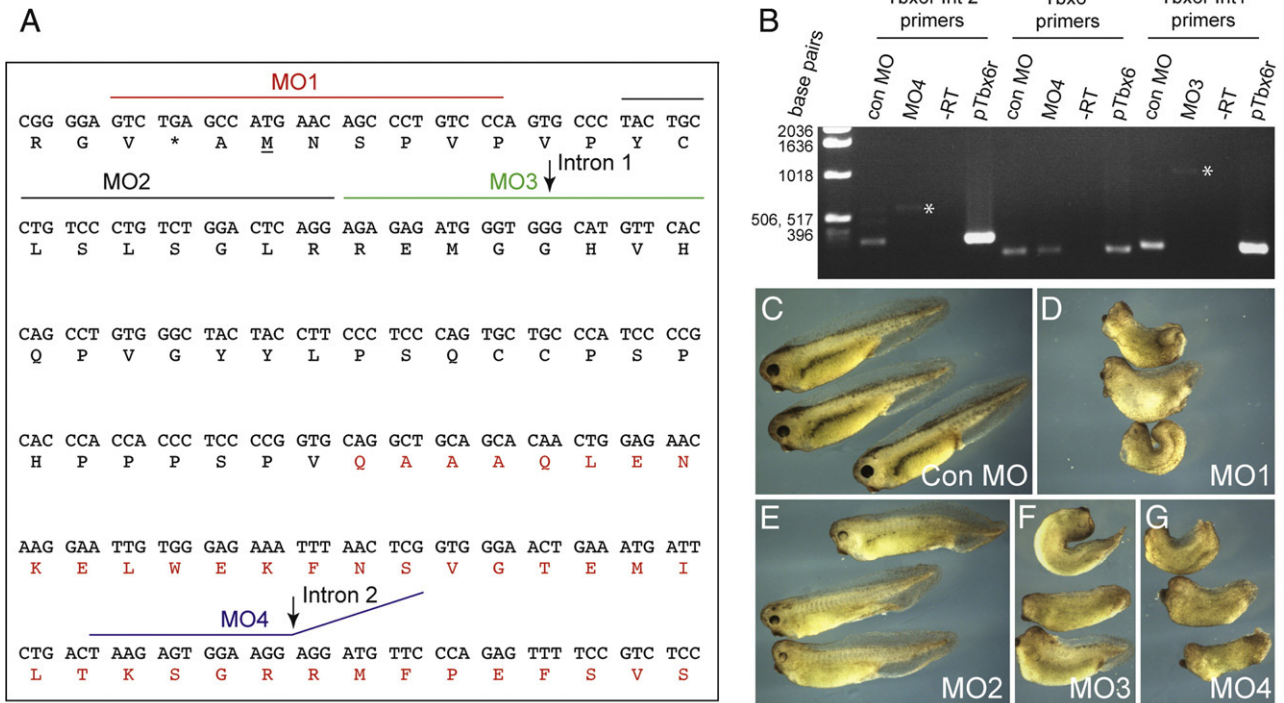 A
MO1
CGG GGA GTC TGA GCC ATG AAC AGC CCT GTC CCA GTG CCC TAC TGC
R G V * A M N S P V P V P Y C
Intron 1
MO2 MO3
CTG TCC CTG TCT GGA CTC AGG AGA GAG ATG GGT GGG CAT GTT CAC
L S L S G L R R E M G G H V H
CAG CCT GTG GGC TAC TAC CTT CCC TCC CAG TGC TGC CCA TCC CCG
Q P V G Y Y L P S Q C C P S P
CAC CCA CCA CCC TCC CCG GTG CAG GCT GCA GCA CAA CTG GAG AAC
H P P P S P V Q A A A Q L E N
AAG GAA TTG TGG GAG AAA TTT AAC TCG GTG GGA ACT GAA ATG ATT
K E L W E K F N S V G T E M I
Intron 2
MO4
CTG ACT AAG AGT GGA AGG AGG ATG TTC CCA GAG TTT TCC GTC TCC
L T K S G R R M F P E F S V S
B
primers primers primers
base pairs
con MO MO4 -RT pTbx6r con MO MO4 -RT pTbx6 con MO MO3 -RT pTbx6r
2036
1636
1018
506, 517
396
*
*
C
Con MO
D
MO1
E
MO2
F
MO3
G
MO4